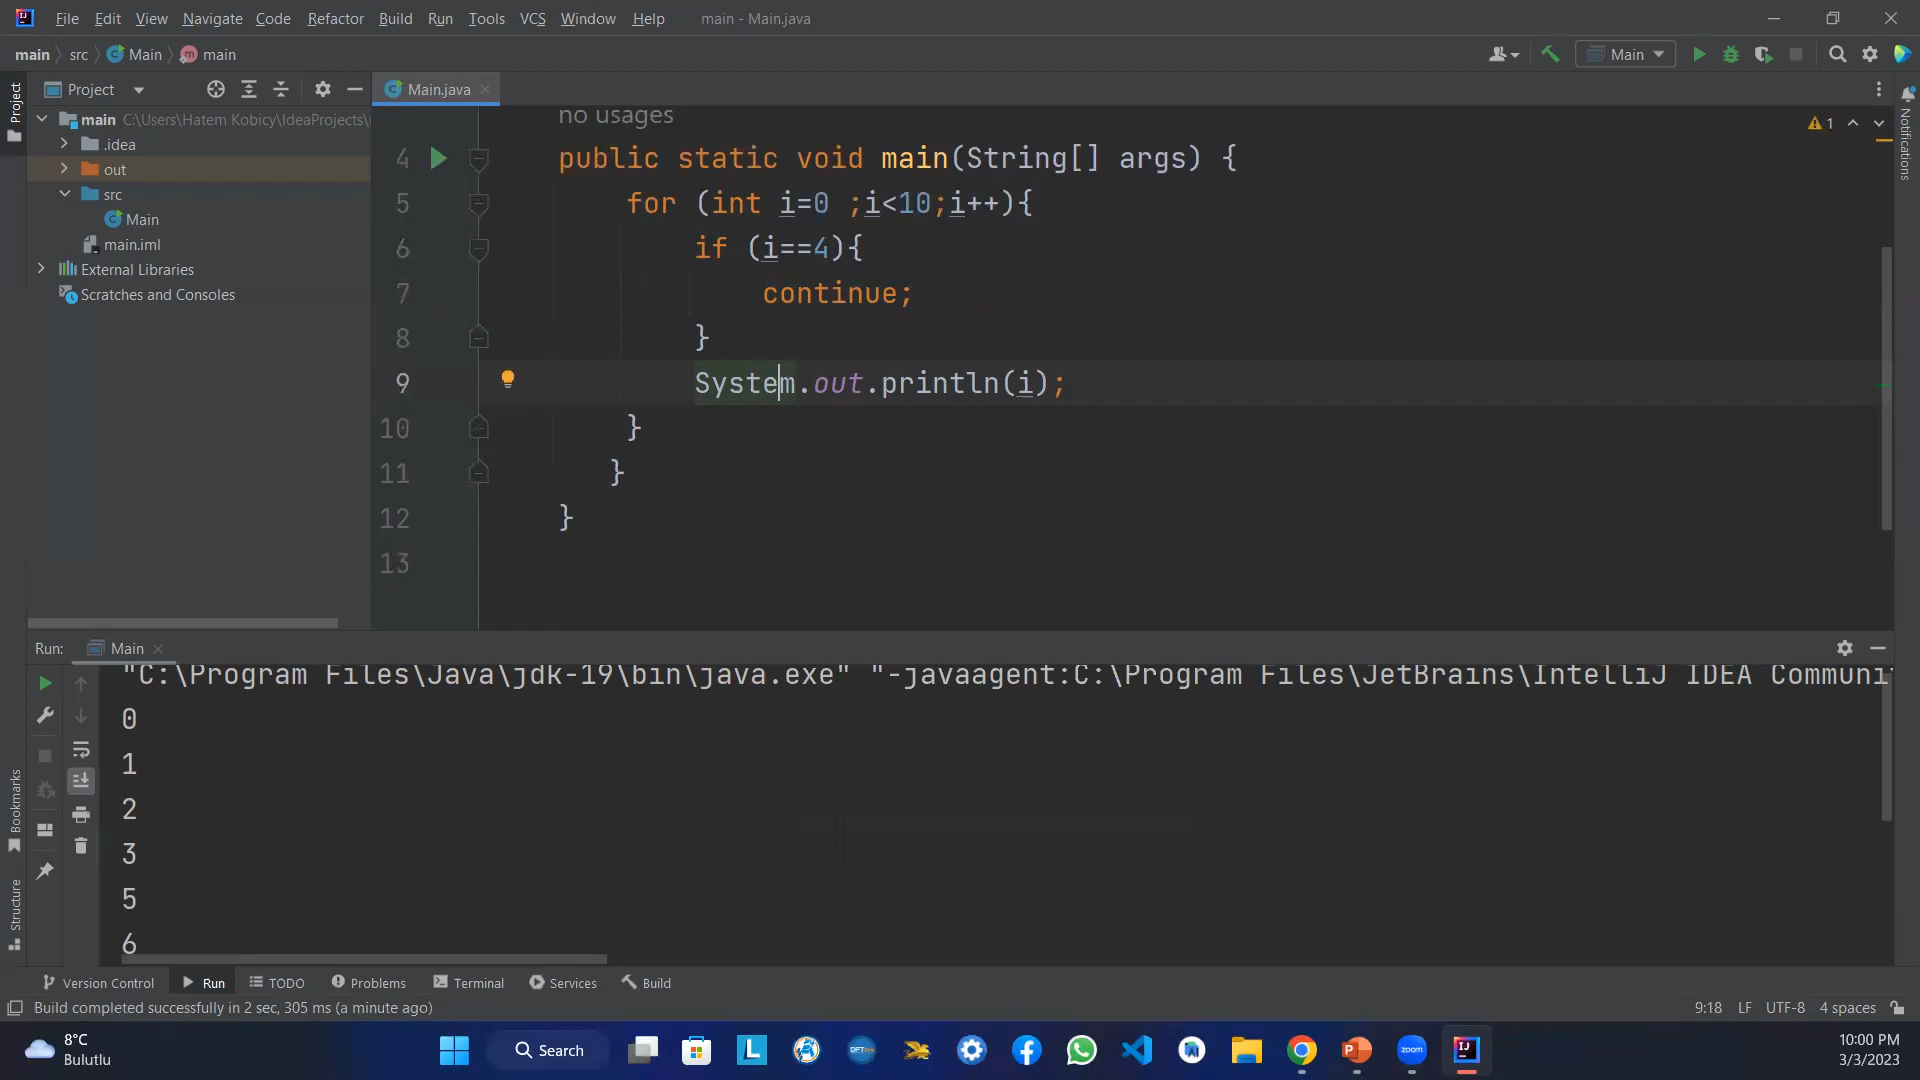 File Edit View Navigate Code Refactor Build Run Tools VCS Window Help main - Main.java
main src Main main Main
Project Main.java
no usages
main C:\Users\Hatem Kobicy\IdeaProjects\
.idea
out
src
Main
main.iml
External Libraries
Scratches and Consoles
Project
Notifications
1
4 public static void main(String[] args) {
5 for (int i=0 ;i<10;i++){
6 if (i==4){
7 continue;
8 }
9 System.out.println(i);
10 }
11 }
12 }
13
Run: Main
"C:\Program Files\Java\jdk-19\bin\java.exe" "-javaagent:C:\Program Files\JetBrains\IntelliJ IDEA Communi
0
1
2
3
5
6
Bookmarks
Structure
Version Control Run TODO Problems Terminal Services Build
Build completed successfully in 2 sec, 305 ms (a minute ago) 9:18 LF UTF-8 4 spaces
8°C
Bulutlu
Search
zoom
10:00 PM
3/3/2023